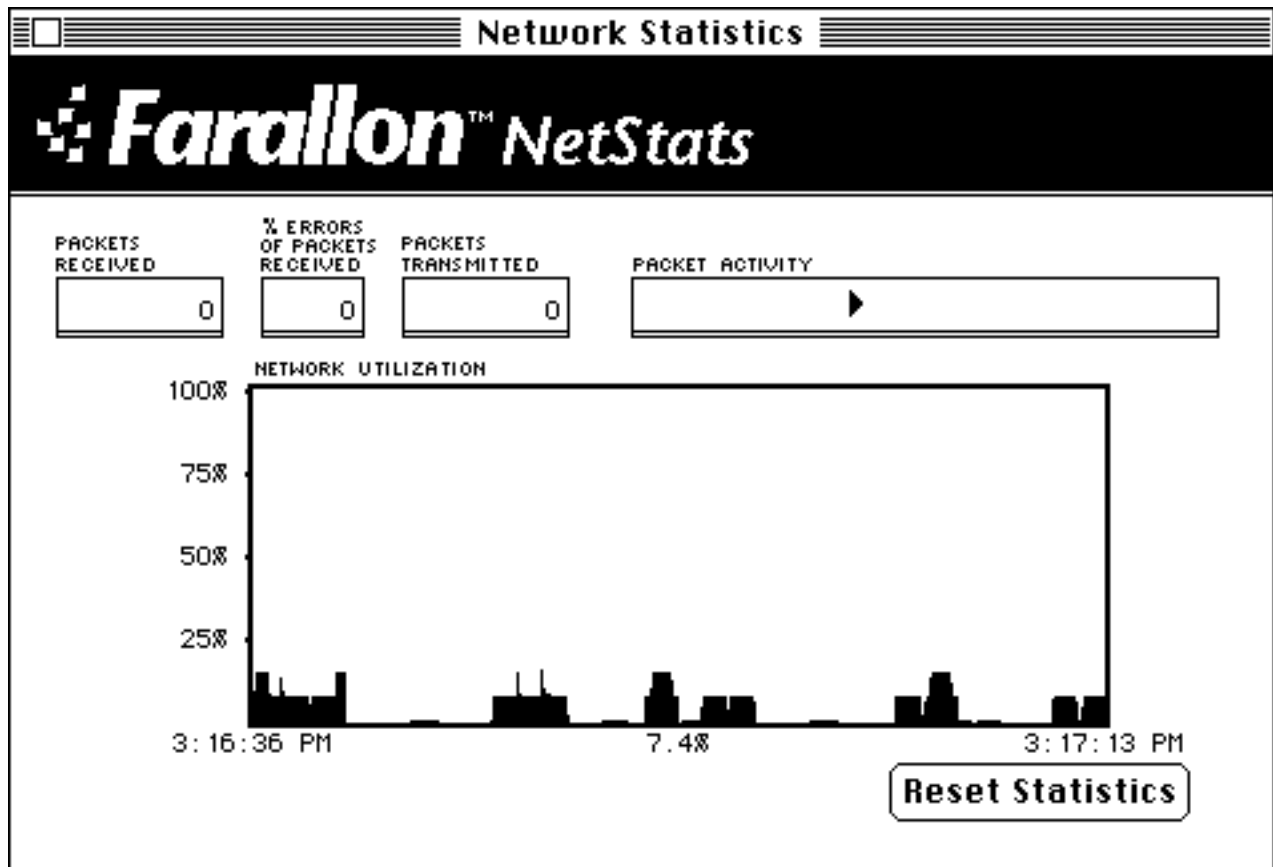 Network Statistics
Farallon™ NetStats
PACKETS
RECEIVED
% ERRORS
OF PACKETS
RECEIVED
PACKETS
TRANSMITTED
PACKET ACTIVITY
0
0
0
NETWORK UTILIZATION
100%
75%
50%
25%
3:16:36 PM
7.4%
3:17:13 PM
Reset Statistics